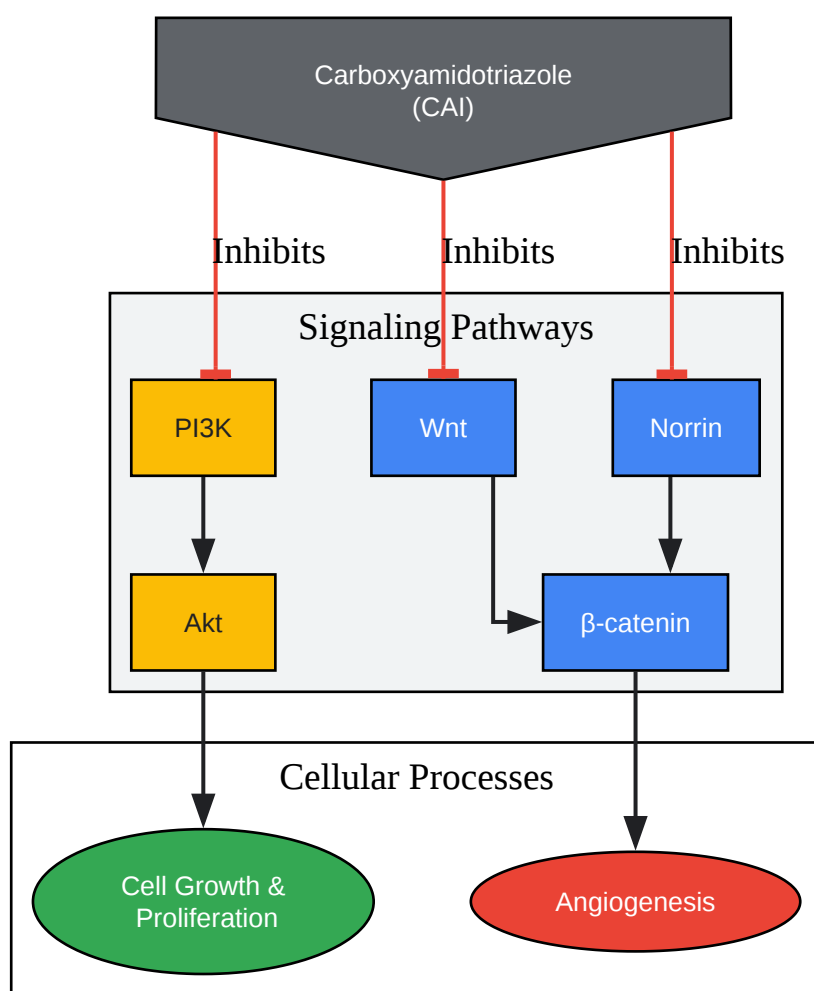 Carboxyamidotriazole
(CAI)
Inhibits
Inhibits
Inhibits
Signaling Pathways
PI3K
Wnt
Norrin
Akt
β-catenin
Cellular Processes
Cell Growth &
Proliferation
Angiogenesis